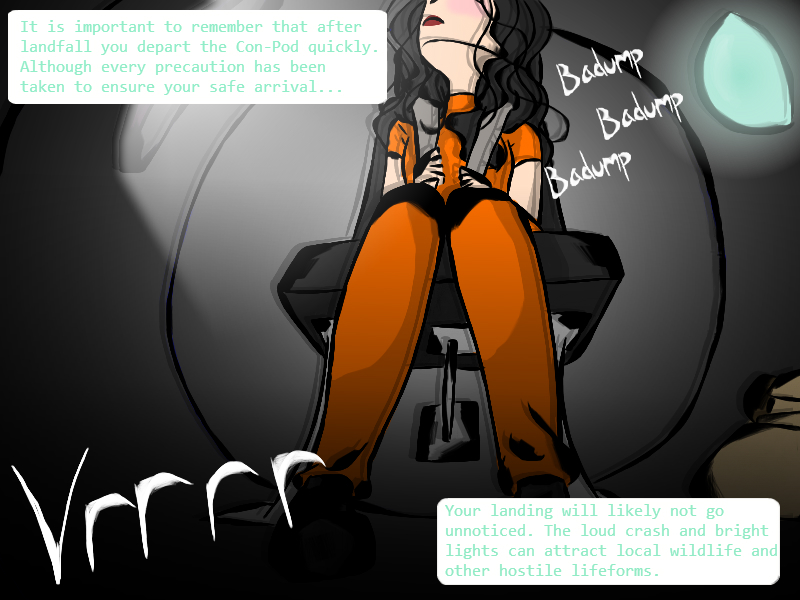 It is important to remember that after
landfall you depart the Con-Pod quickly.
Although every precaution has been
taken to ensure your safe arrival...
Badump
Badump
Badump
Vrrrr
Your landing will likely not go
unnoticed. The loud crash and bright
lights can attract local wildlife and
other hostile lifeforms.